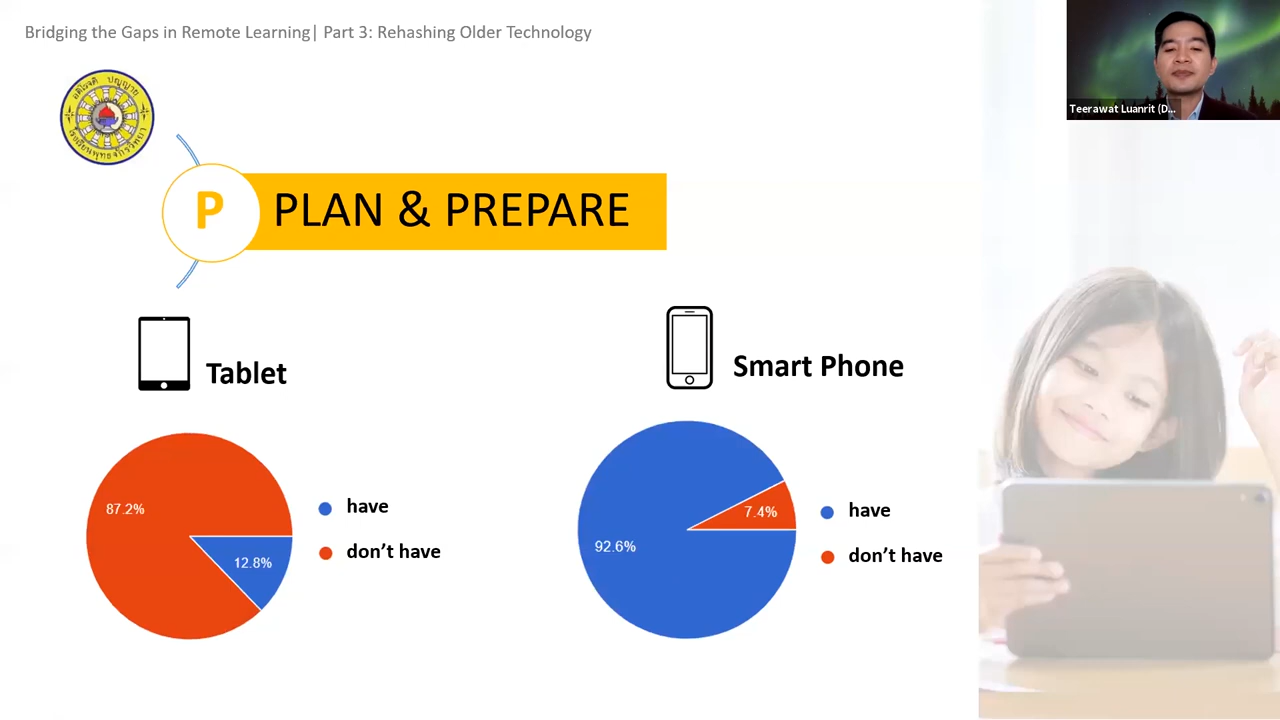 Bridging the Gaps in Remote Learning| Part 3: Rehashing Older Technology
Teerawat Luanrit (D...
P
PLAN & PREPARE
Tablet
Smart Phone
87.2%
12.8%
have
don’t have
92.6%
7.4%
have
don’t have